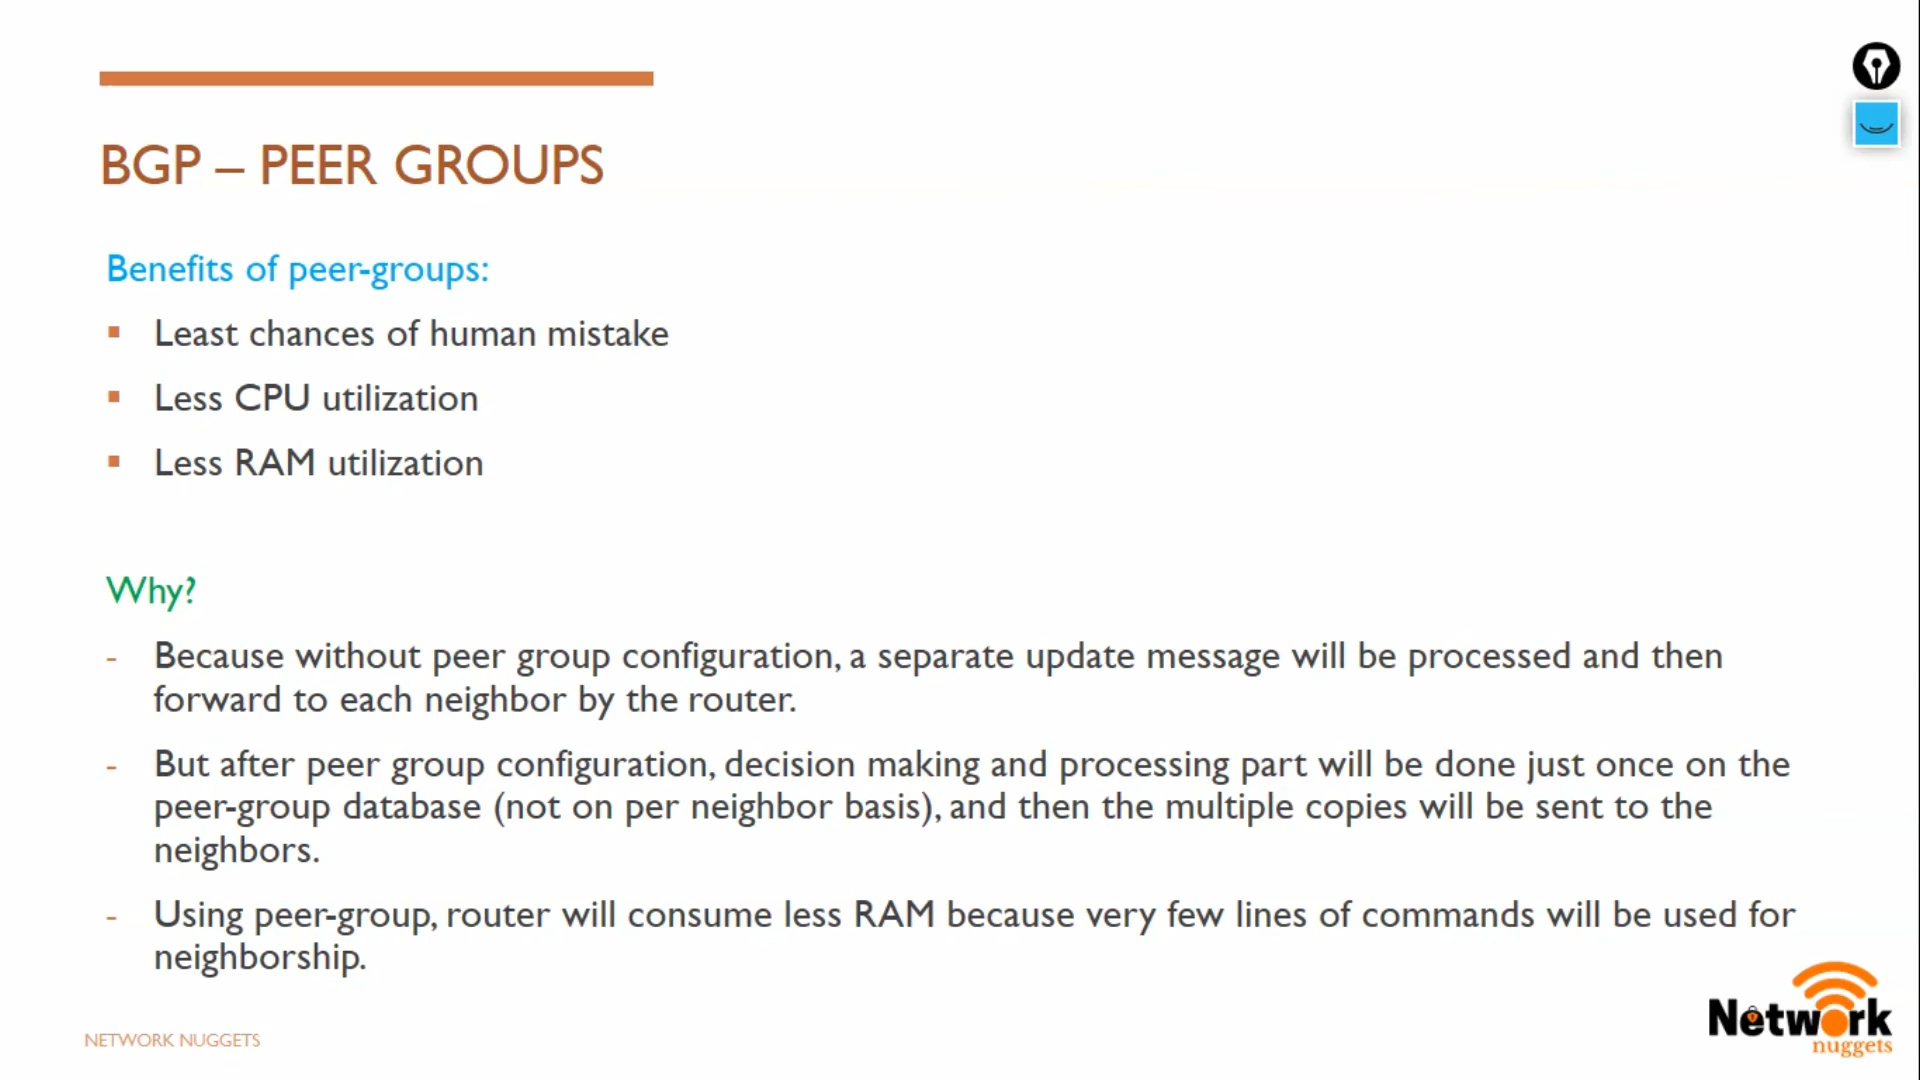 BGP – PEER GROUPS
Benefits of peer-groups:
▪ Least chances of human mistake
▪ Less CPU utilization
▪ Less RAM utilization
Why?
- Because without peer group configuration, a separate update message will be processed and then
forward to each neighbor by the router.
- But after peer group configuration, decision making and processing part will be done just once on the
peer-group database (not on per neighbor basis), and then the multiple copies will be sent to the
neighbors.
- Using peer-group, router will consume less RAM because very few lines of commands will be used for
neighborship.
NETWORK NUGGETS
Network
nuggets